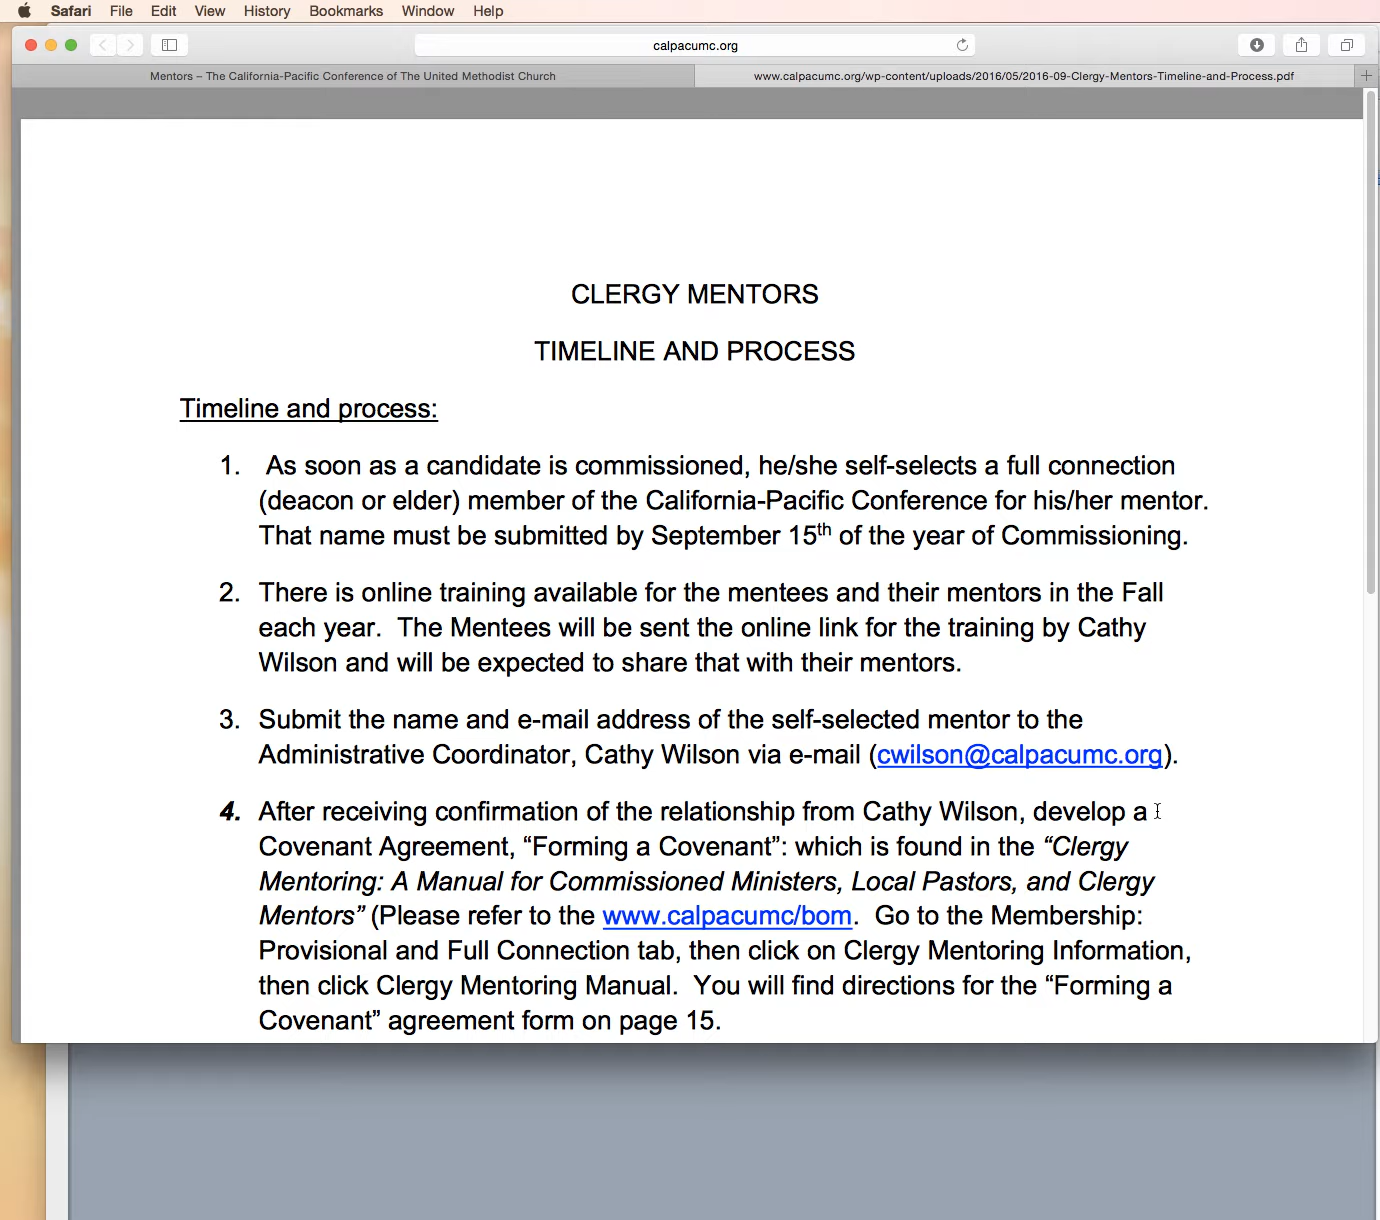 Safari File Edit View History Bookmarks Window Help
calpacumc.org
Mentors – The California-Pacific Conference of The United Methodist Church
www.calpacumc.org/wp-content/uploads/2016/05/2016-09-Clergy-Mentors-Timeline-and-Process.pdf
CLERGY MENTORS
TIMELINE AND PROCESS
Timeline and process:
1. As soon as a candidate is commissioned, he/she self-selects a full connection
(deacon or elder) member of the California-Pacific Conference for his/her mentor.
That name must be submitted by September 15th of the year of Commissioning.
2. There is online training available for the mentees and their mentors in the Fall
each year. The Mentees will be sent the online link for the training by Cathy
Wilson and will be expected to share that with their mentors.
3. Submit the name and e-mail address of the self-selected mentor to the
Administrative Coordinator, Cathy Wilson via e-mail (cwilson@calpacumc.org).
4. After receiving confirmation of the relationship from Cathy Wilson, develop a
Covenant Agreement, “Forming a Covenant”: which is found in the “Clergy
Mentoring: A Manual for Commissioned Ministers, Local Pastors, and Clergy
Mentors” (Please refer to the www.calpacumc/bom. Go to the Membership:
Provisional and Full Connection tab, then click on Clergy Mentoring Information,
then click Clergy Mentoring Manual. You will find directions for the “Forming a
Covenant” agreement form on page 15.